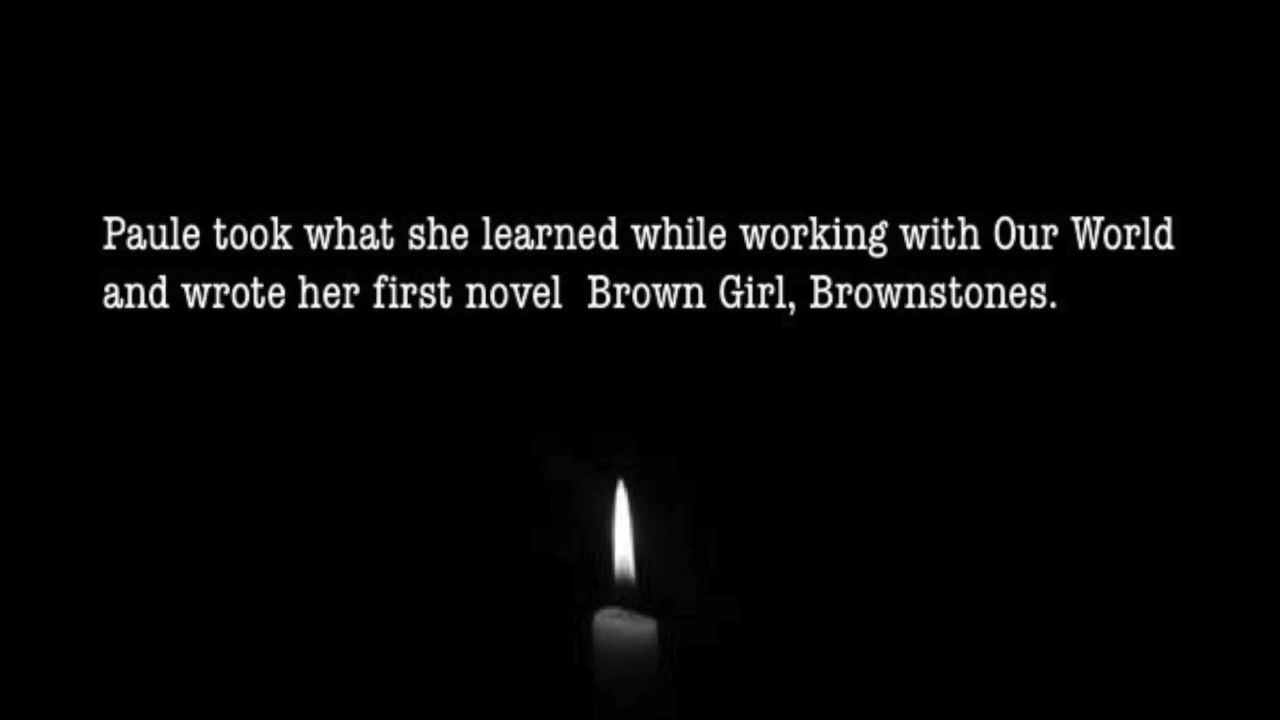 Paule took what she learned while working with Our World
and wrote her first novel  Brown Girl, Brownstones.